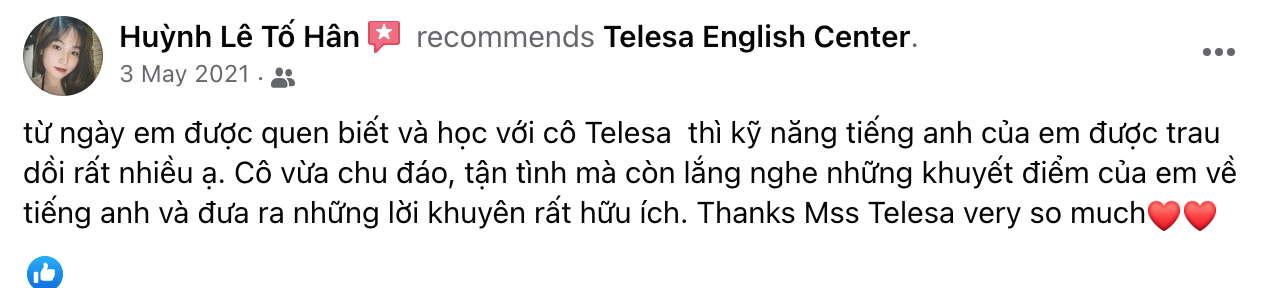 Huỳnh Lê Tố Hân recommends Telesa English Center.
3 May 2021 ·
từ ngày em được quen biết và học với cô Telesa  thì kỹ năng tiếng anh của em được trau
dồi rất nhiều ạ. Cô vừa chu đáo, tận tình mà còn lắng nghe những khuyết điểm của em về
tiếng anh và đưa ra những lời khuyên rất hữu ích. Thanks Mss Telesa very so much❤️❤️